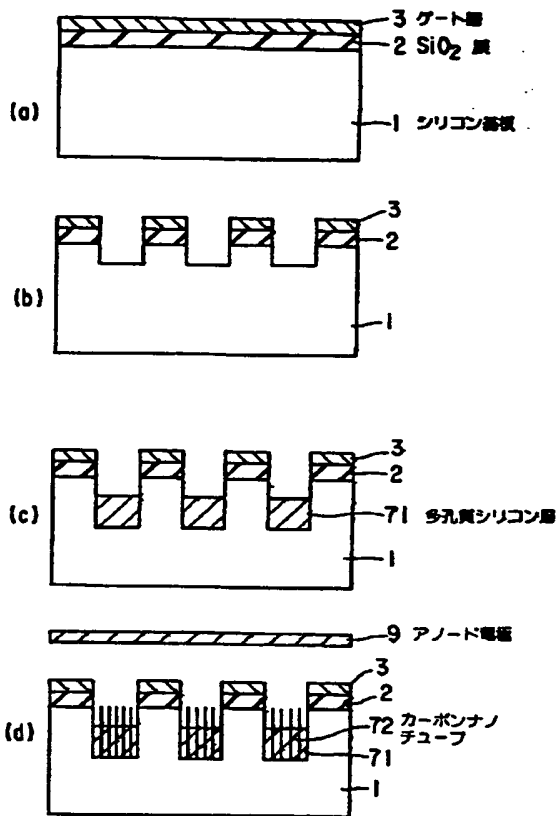 3 ゲート層
2 SiO2 膜
(a)
1 シリコン基板
3
2
(b)
1
3
2
(c)
71 多孔質シリコン層
1
9 アノード電極
3
2
(d)
72 カーボンナノ
チューブ
71
1